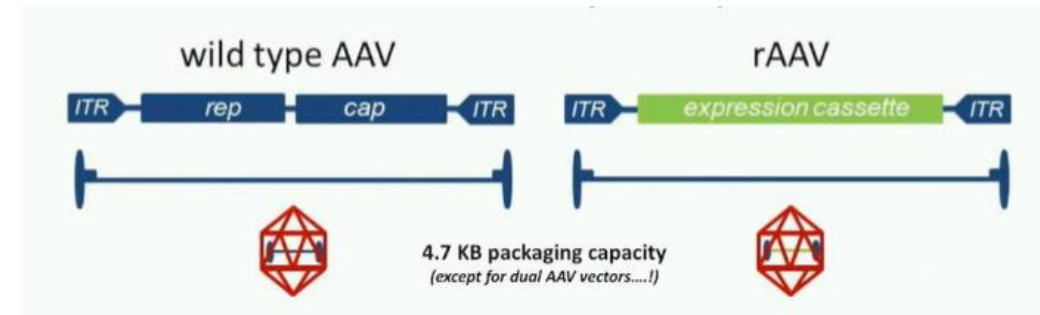 wild type AAV
rAAV
ITR rep cap ITR
ITR expression cassette ITR
4.7 KB packaging capacity
(except for dual AAV vectors....!)